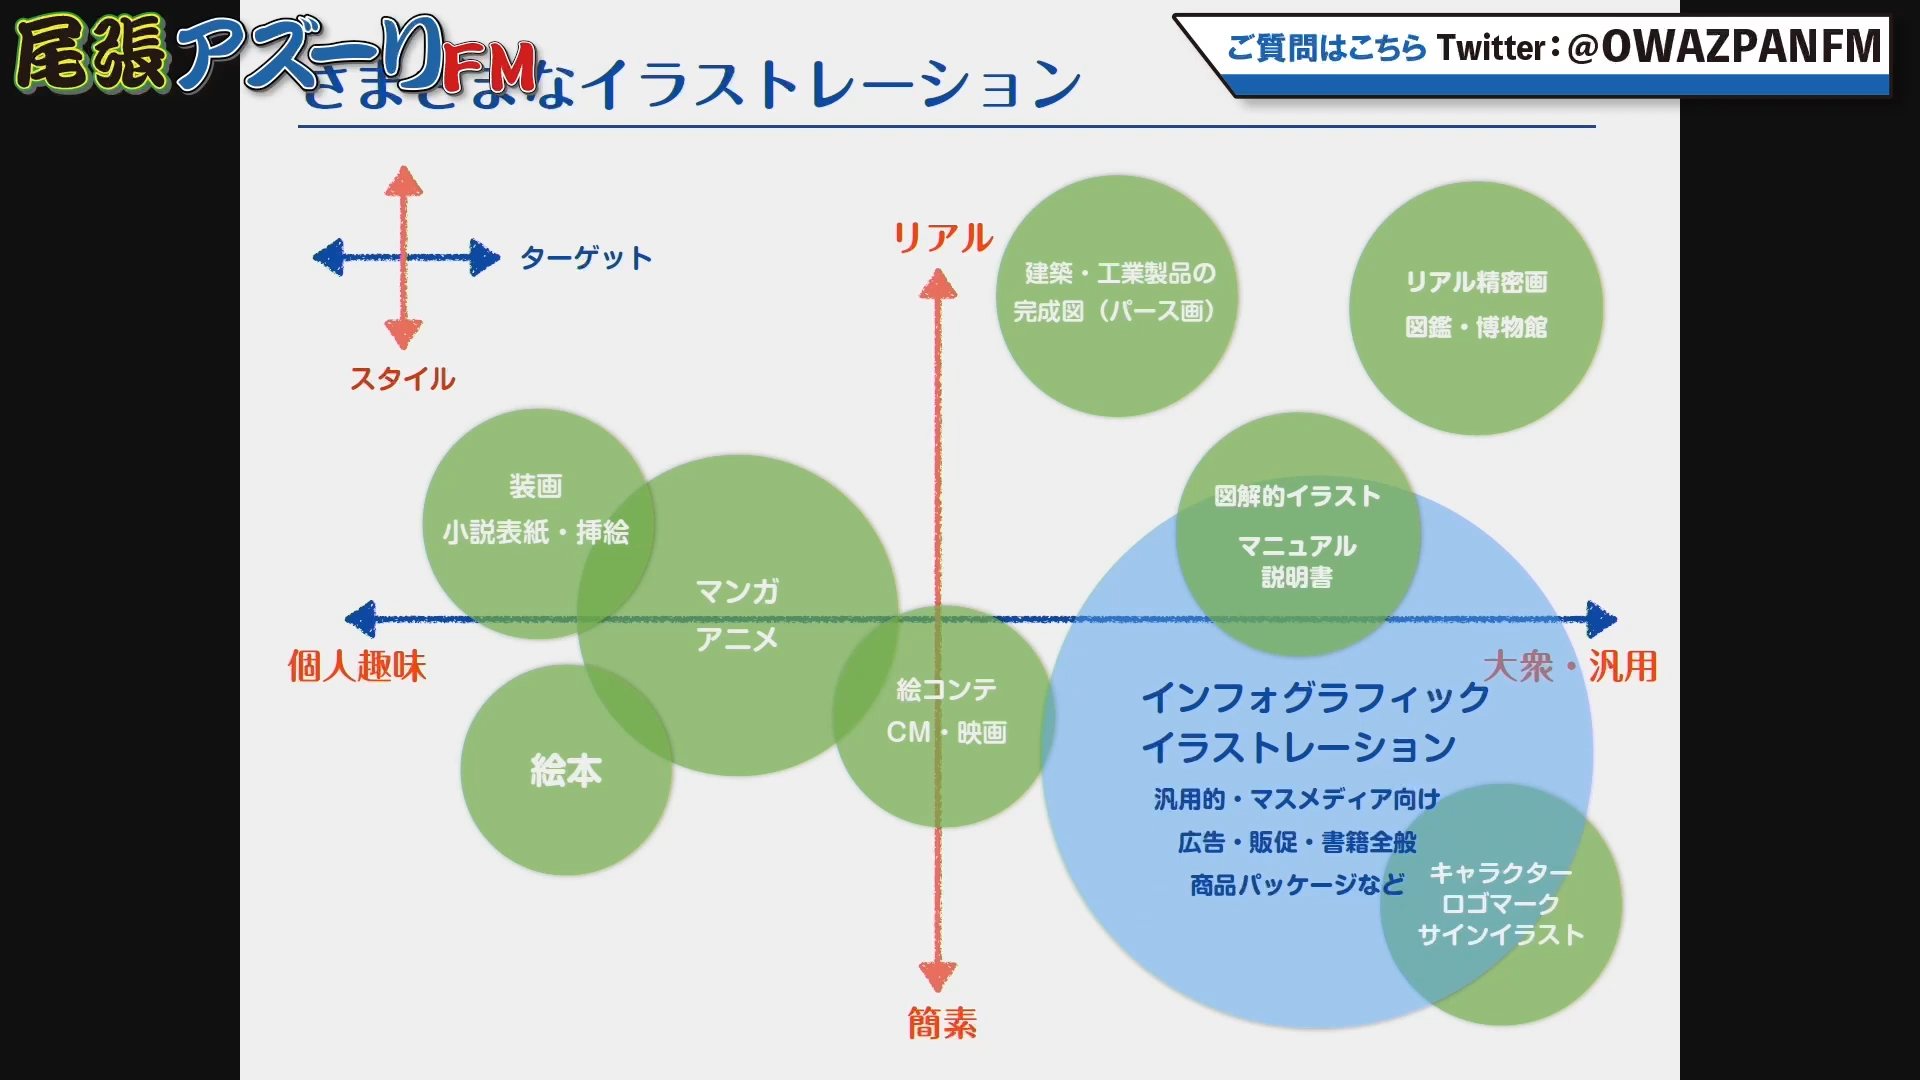 尾張アズーりFM
ご質問はこちら Twitter：@OWAZPANFM
さまざまなイラストレーション
ターゲット
スタイル
リアル
建築・工業製品の
完成図（パース画）
リアル精密画
図鑑・博物館
装画
小説表紙・挿絵
図解的イラスト
マニュアル
説明書
マンガ
アニメ
個人趣味
大衆・汎用
絵コンテ
CM・映画
絵本
インフォグラフィック
イラストレーション
汎用的・マスメディア向け
広告・販促・書籍全般
商品パッケージなど
キャラクター
ロゴマーク
サインイラスト
簡素